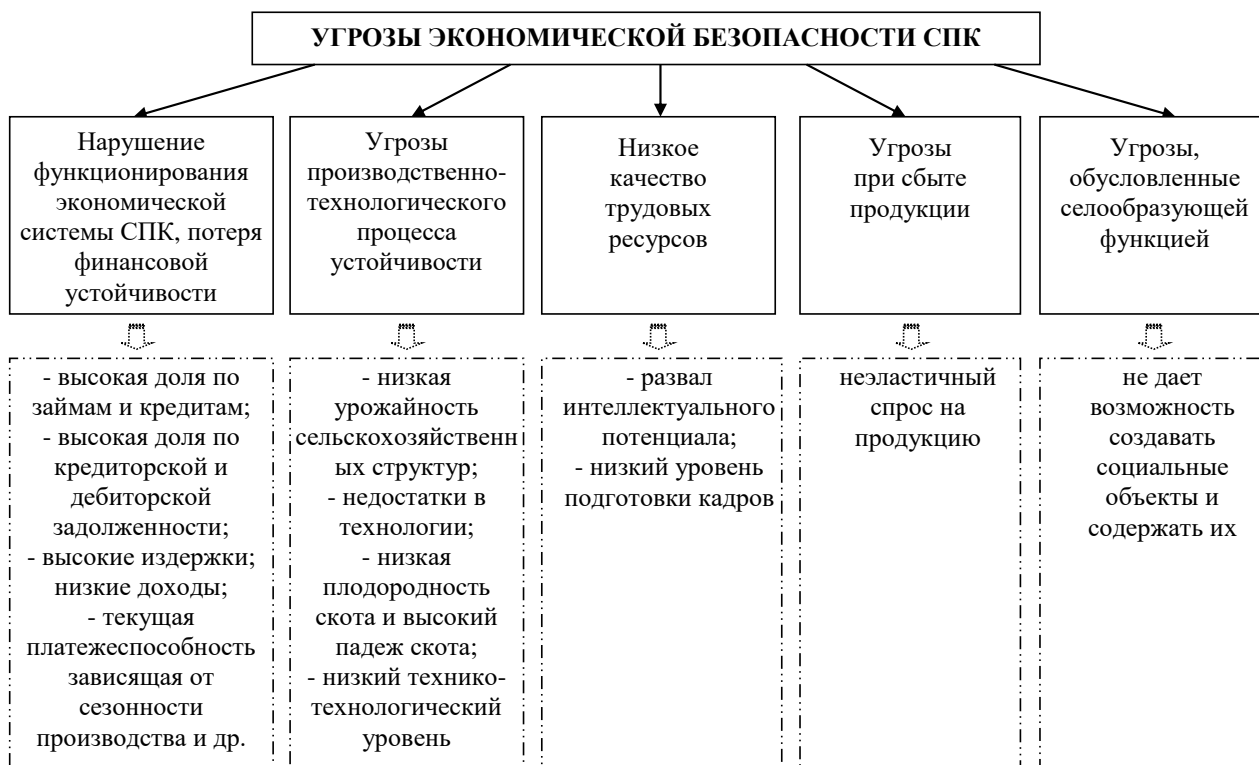 УГРОЗЫ ЭКОНОМИЧЕСКОЙ БЕЗОПАСНОСТИ СПК
Нарушение
функционирования
экономической
системы СПК, потеря
финансовой
устойчивости
Угрозы
производственно-
технологического
процесса
устойчивости
Низкое
качество
трудовых
ресурсов
Угрозы
при сбыте
продукции
Угрозы,
обусловленные
селообразующей
функцией
- высокая доля по
займам и кредитам;
- высокая доля по
кредиторской и
дебиторской
задолженности;
- высокие издержки;
низкие доходы;
- текущая
платежеспособность
зависящая от
сезонности
производства и др.
- низкая
урожайность
сельскохозяйственн
ых структур;
- недостатки в
технологии;
- низкая
плодородность
скота и высокий
падеж скота;
- низкий технико-
технологический
уровень
- развал
интеллектуального
потенциала;
- низкий уровень
подготовки кадров
неэластичный
спрос на
продукцию
не дает
возможность
создавать
социальные
объекты и
содержать их